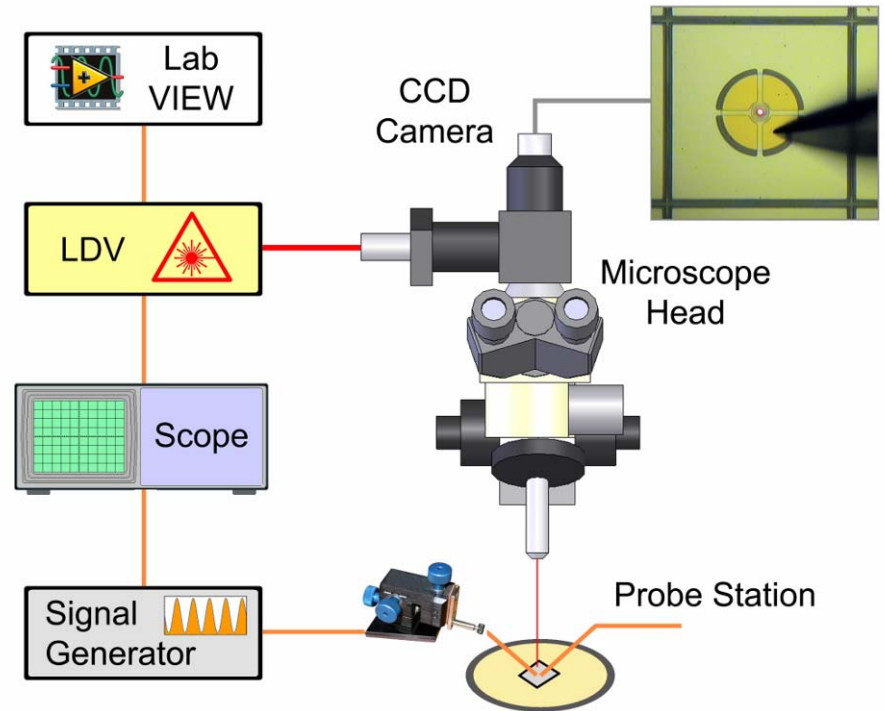 Lab
VIEW
CCD
Camera
LDV
Microscope
Head
Scope
Signal
Generator
Probe Station